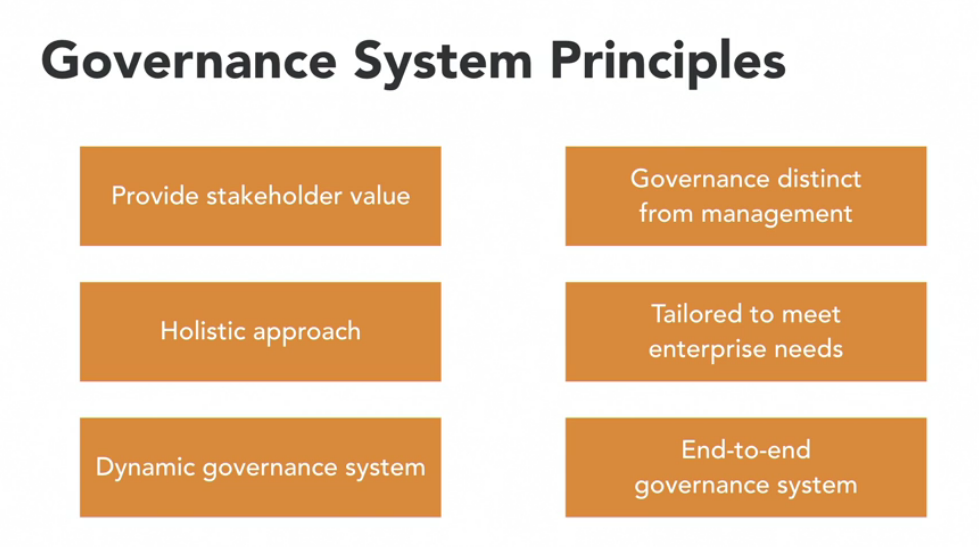 Governance System Principles
Provide stakeholder value
Governance distinct
from management
Holistic approach
Tailored to meet
enterprise needs
Dynamic governance system
End-to-end
governance system